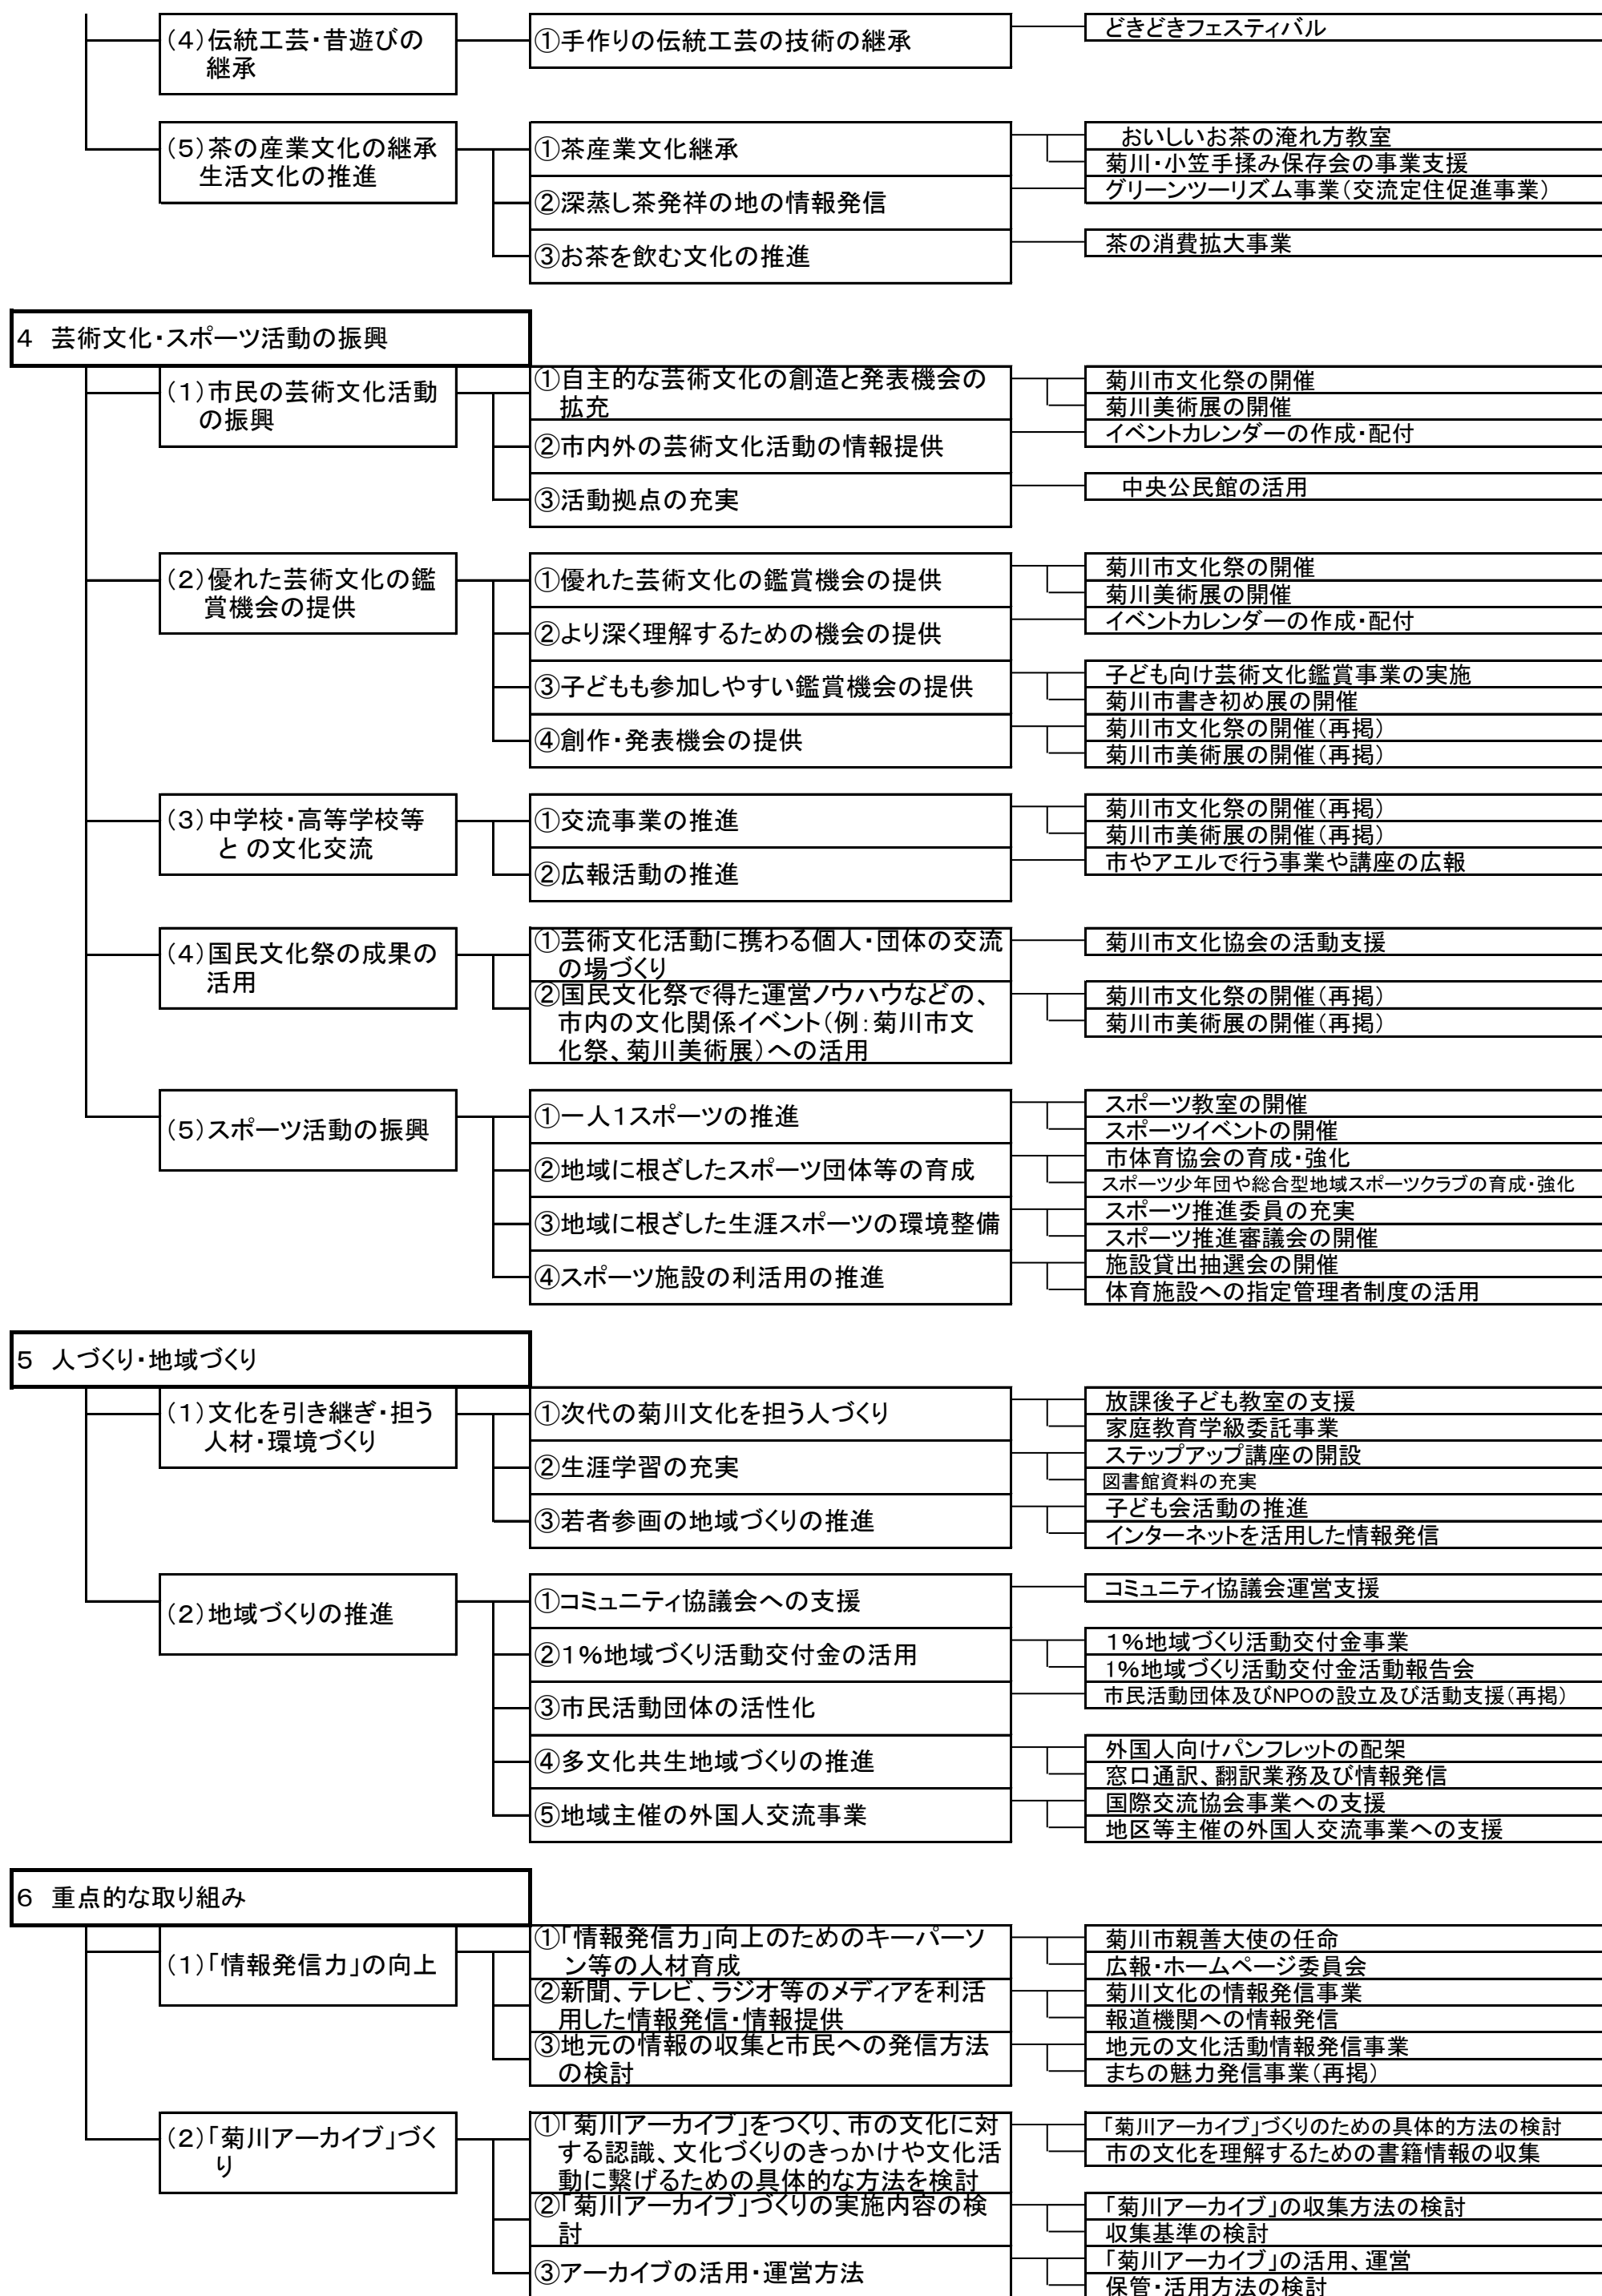 (4)伝統工芸・昔遊びの
継承
①手作りの伝統工芸の技術の継承
どきどきフェスティバル
(5)茶の産業文化の継承
生活文化の推進
①茶産業文化継承
おいしいお茶の淹れ方教室
菊川・小笠手揉み保存会の事業支援
②深蒸し茶発祥の地の情報発信
グリーンツーリズム事業(交流定住促進事業)
③お茶を飲む文化の推進
茶の消費拡大事業
4 芸術文化・スポーツ活動の振興
(1)市民の芸術文化活動
の振興
①自主的な芸術文化の創造と発表機会の
拡充
菊川市文化祭の開催
菊川美術展の開催
②市内外の芸術文化活動の情報提供
イベントカレンダーの作成・配付
③活動拠点の充実
中央公民館の活用
(2)優れた芸術文化の鑑
賞機会の提供
①優れた芸術文化の鑑賞機会の提供
菊川市文化祭の開催
菊川美術展の開催
②より深く理解するための機会の提供
イベントカレンダーの作成・配付
③子どもも参加しやすい鑑賞機会の提供
子ども向け芸術文化鑑賞事業の実施
菊川市書き初め展の開催
④創作・発表機会の提供
菊川市文化祭の開催(再掲)
菊川市美術展の開催(再掲)
(3)中学校・高等学校等
と の文化交流
①交流事業の推進
菊川市文化祭の開催(再掲)
菊川市美術展の開催(再掲)
②広報活動の推進
市やアエルで行う事業や講座の広報
(4)国民文化祭の成果の
活用
①芸術文化活動に携わる個人・団体の交流
の場づくり
菊川市文化協会の活動支援
②国民文化祭で得た運営ノウハウなどの、
市内の文化関係イベント(例:菊川市文
化祭、菊川美術展)への活用
菊川市文化祭の開催(再掲)
菊川市美術展の開催(再掲)
(5)スポーツ活動の振興
①一人1スポーツの推進
スポーツ教室の開催
スポーツイベントの開催
②地域に根ざしたスポーツ団体等の育成
市体育協会の育成・強化
スポーツ少年団や総合型地域スポーツクラブの育成・強化
③地域に根ざした生涯スポーツの環境整備
スポーツ推進委員の充実
スポーツ推進審議会の開催
④スポーツ施設の利活用の推進
施設貸出抽選会の開催
体育施設への指定管理者制度の活用
5 人づくり・地域づくり
(1)文化を引き継ぎ・担う
人材・環境づくり
①次代の菊川文化を担う人づくり
放課後子ども教室の支援
家庭教育学級委託事業
②生涯学習の充実
ステップアップ講座の開設
図書館資料の充実
③若者参画の地域づくりの推進
子ども会活動の推進
インターネットを活用した情報発信
(2)地域づくりの推進
①コミュニティ協議会への支援
コミュニティ協議会運営支援
②1%地域づくり活動交付金の活用
1%地域づくり活動交付金事業
1%地域づくり活動交付金活動報告会
③市民活動団体の活性化
市民活動団体及びNPOの設立及び活動支援(再掲)
④多文化共生地域づくりの推進
外国人向けパンフレットの配架
窓口通訳、翻訳業務及び情報発信
⑤地域主催の外国人交流事業
国際交流協会事業への支援
地区等主催の外国人交流事業への支援
6 重点的な取り組み
(1)「情報発信力」の向上
①「情報発信力」向上のためのキーパーソ
ン等の人材育成
菊川市親善大使の任命
広報・ホームページ委員会
②新聞、テレビ、ラジオ等のメディアを利活
用した情報発信・情報提供
菊川文化の情報発信事業
報道機関への情報発信
③地元の情報の収集と市民への発信方法
の検討
地元の文化活動情報発信事業
まちの魅力発信事業(再掲)
(2)「菊川アーカイブ」づく
り
①「菊川アーカイブ」をつくり、市の文化に対
する認識、文化づくりのきっかけや文化活
動に繋げるための具体的な方法を検討
「菊川アーカイブ」づくりのための具体的方法の検討
市の文化を理解するための書籍情報の収集
②「菊川アーカイブ」づくりの実施内容の検
討
「菊川アーカイブ」の収集方法の検討
収集基準の検討
③アーカイブの活用・運営方法
「菊川アーカイブ」の活用、運営
保管・活用方法の検討